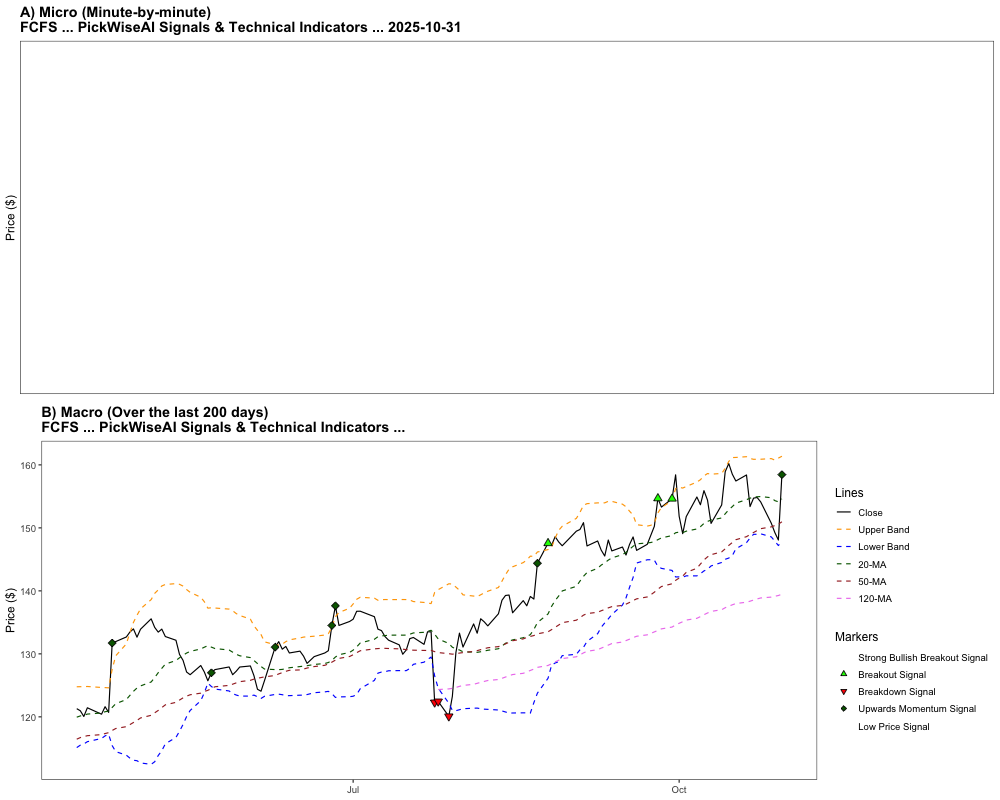 A) Micro (Minute-by-minute)
FCFS ... PickWiseAI Signals & Technical Indicators ... 2025-10-31
Price ($)
B) Macro (Over the last 200 days)
FCFS ... PickWiseAI Signals & Technical Indicators ...
Price ($)
160
150
140
130
120
Jul
Oct
Lines
Close
Upper Band
Lower Band
20-MA
50-MA
120-MA
Markers
Strong Bullish Breakout Signal
Breakout Signal
Breakdown Signal
Upwards Momentum Signal
Low Price Signal